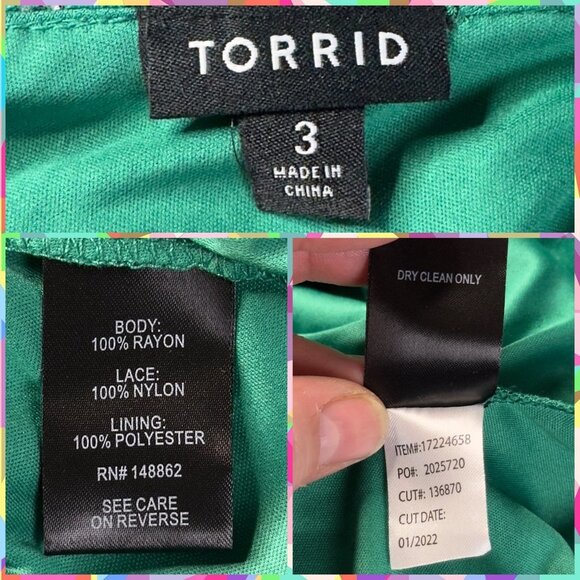 TORRID
3
MADE IN
CHINA
BODY:
100% RAYON
LACE:
100% NYLON
LINING:
100% POLYESTER
RN# 148862
SEE CARE
ON REVERSE
DRY CLEAN ONLY
ITEM#:17224658
PO#: 2025720
CUT#: 136870
CUT DATE:
01/2022